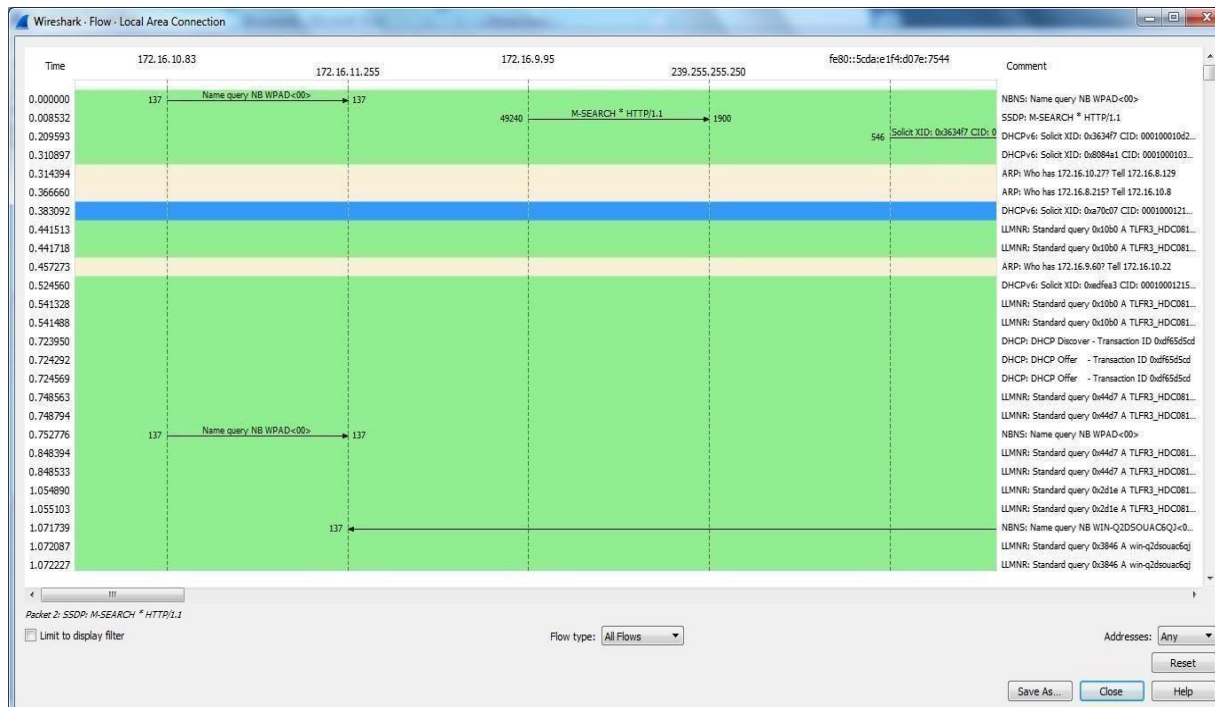 Wireshark · Flow · Local Area Connection
Time 172.16.10.83 172.16.11.255 172.16.9.95 239.255.255.250 fe80::5cda:e1f4:d07e:7544 Comment
0.000000 137 Name query NB WPAD<00> 137 NBNS: Name query NB WPAD<00>
0.008532 49240 M-SEARCH * HTTP/1.1 1900 SSDP: M-SEARCH * HTTP/1.1
0.209593 546 Solicit XID: 0x3634f7 CID: 0 DHCPv6: Solicit XID: 0x3634f7 CID: 000100010d2...
0.310897 DHCPv6: Solicit XID: 0x8084a1 CID: 0001000103...
0.314394 ARP: Who has 172.16.10.27? Tell 172.16.8.129
0.366660 ARP: Who has 172.16.8.215? Tell 172.16.10.8
0.383092 DHCPv6: Solicit XID: 0xa70c07 CID: 0001000121...
0.441513 LLMNR: Standard query 0x10b0 A TLFR3_HDC081...
0.441718 LLMNR: Standard query 0x10b0 A TLFR3_HDC081...
0.457273 ARP: Who has 172.16.9.60? Tell 172.16.10.22
0.524560 DHCPv6: Solicit XID: 0xedfea3 CID: 00010001215...
0.541328 LLMNR: Standard query 0x10b0 A TLFR3_HDC081...
0.541488 LLMNR: Standard query 0x10b0 A TLFR3_HDC081...
0.723950 DHCP: DHCP Discover - Transaction ID 0xdf65d5cd
0.724292 DHCP: DHCP Offer - Transaction ID 0xdf65d5cd
0.724569 DHCP: DHCP Offer - Transaction ID 0xdf65d5cd
0.748563 LLMNR: Standard query 0x44d7 A TLFR3_HDC081...
0.748794 LLMNR: Standard query 0x44d7 A TLFR3_HDC081...
0.752776 137 Name query NB WPAD<00> 137 NBNS: Name query NB WPAD<00>
0.848394 LLMNR: Standard query 0x44d7 A TLFR3_HDC081...
0.848533 LLMNR: Standard query 0x44d7 A TLFR3_HDC081...
1.054890 LLMNR: Standard query 0x2d1e A TLFR3_HDC081...
1.055103 LLMNR: Standard query 0x2d1e A TLFR3_HDC081...
1.071739 137 NBNS: Name query NB WIN-Q2DSOUAC6QJ<0...
1.072087 LLMNR: Standard query 0x3846 A win-q2dsouac6qj
1.072227 LLMNR: Standard query 0x3846 A win-q2dsouac6qj
Packet 2: SSDP: M-SEARCH * HTTP/1.1
Limit to display filter Flow type: All Flows Addresses: Any
Reset
Save As... Close Help